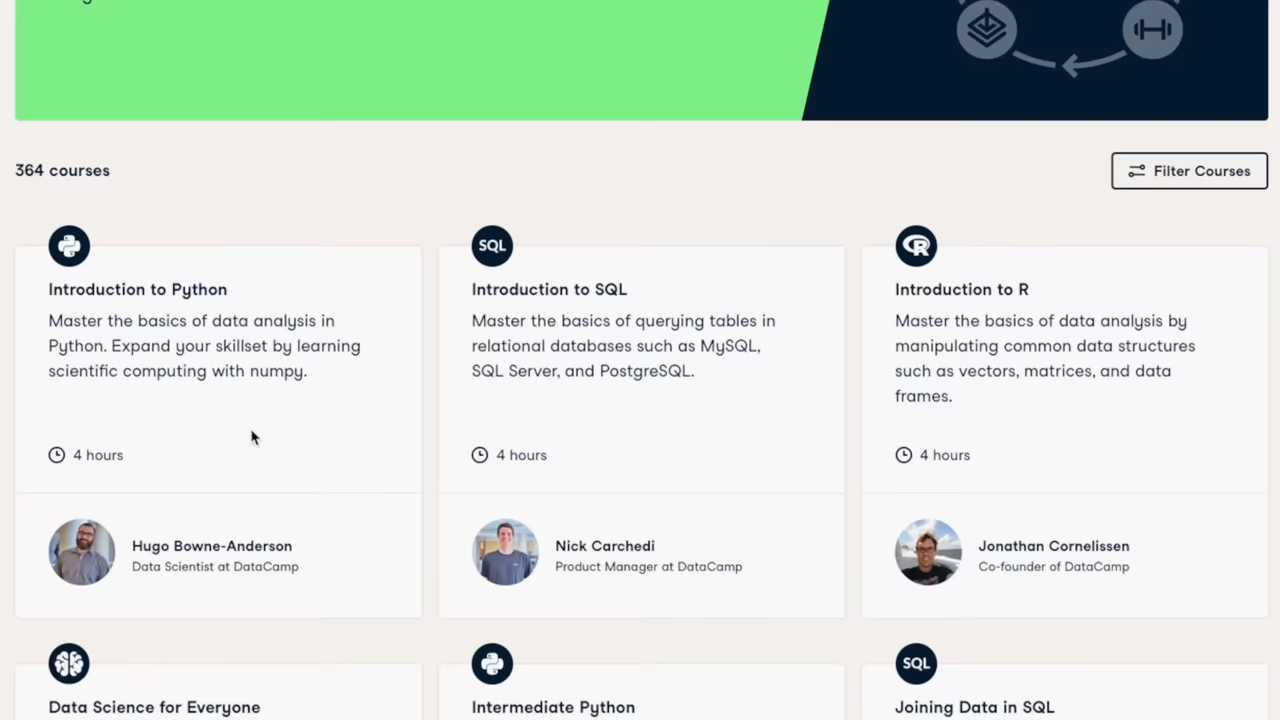 364 courses
Filter Courses
SQL
Introduction to Python
Introduction to SQL
Introduction to R
Master the basics of data analysis in
Python. Expand your skillset by learning
scientific computing with numpy.
Master the basics of querying tables in
relational databases such as MySQL,
SQL Server, and PostgreSQL.
Master the basics of data analysis by
manipulating common data structures
such as vectors, matrices, and data
frames.
4 hours
4 hours
4 hours
Hugo Bowne-Anderson
Data Scientist at DataCamp
Nick Carchedi
Product Manager at DataCamp
Jonathan Cornelissen
Co-founder of DataCamp
SQL
Data Science for Everyone
Intermediate Python
Joining Data in SQL